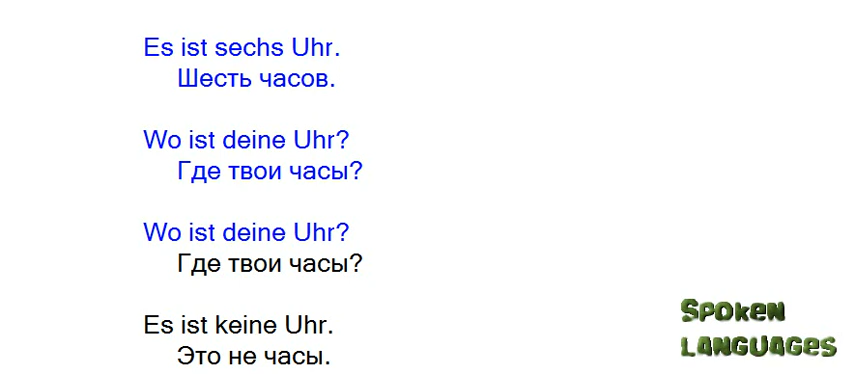 Es ist sechs Uhr.
Шесть часов.
Wo ist deine Uhr?
Где твои часы?
Wo ist deine Uhr?
Где твои часы?
Es ist keine Uhr.
Это не часы.
Spoken
Languages